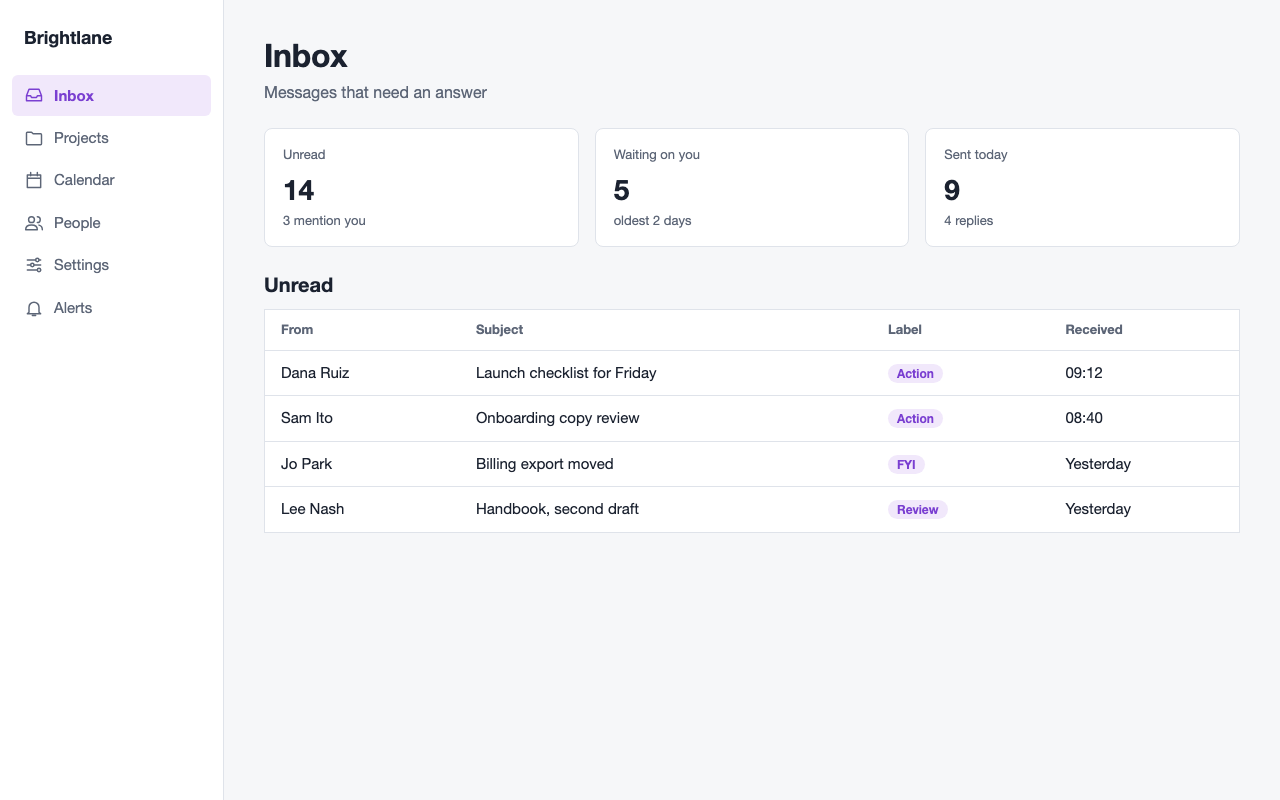 Brightlane
Inbox
Projects
Calendar
People
Settings
Alerts
Inbox
Messages that need an answer
Unread
14
3 mention you
Waiting on you
5
oldest 2 days
Sent today
9
4 replies
Unread
From Subject Label Received
Dana Ruiz Launch checklist for Friday Action 09:12
Sam Ito Onboarding copy review Action 08:40
Jo Park Billing export moved FYI Yesterday
Lee Nash Handbook, second draft Review Yesterday